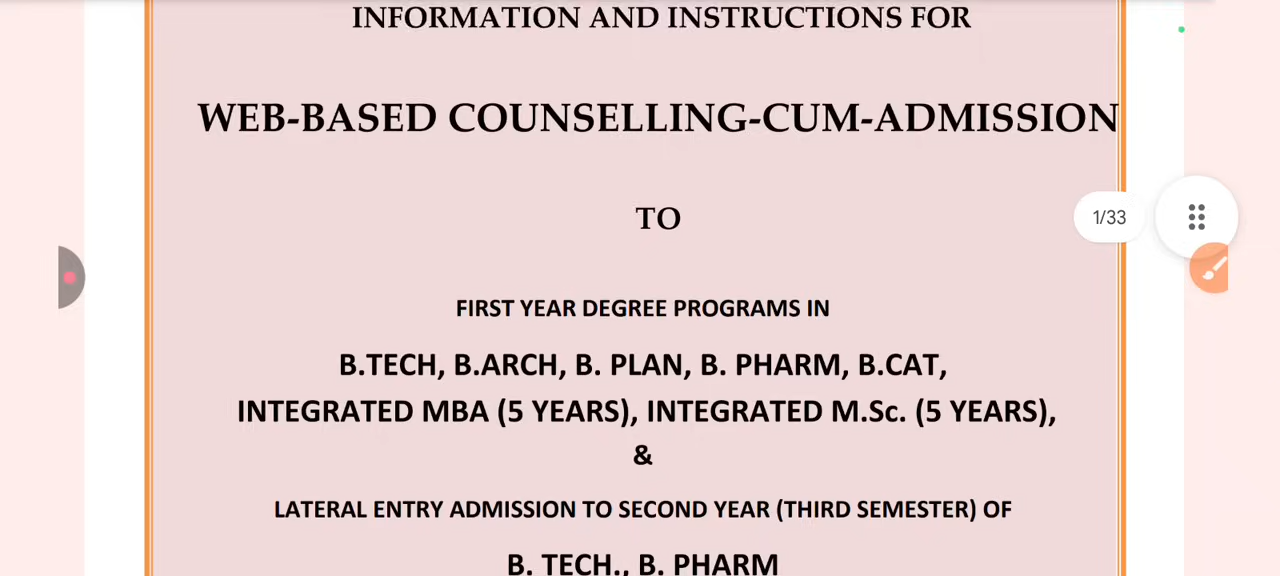 INFORMATION AND INSTRUCTIONS FOR
WEB-BASED COUNSELLING-CUM-ADMISSION
TO
1/33
FIRST YEAR DEGREE PROGRAMS IN
B.TECH, B.ARCH, B. PLAN, B. PHARM, B.CAT,
INTEGRATED MBA (5 YEARS), INTEGRATED M.Sc. (5 YEARS),
&
LATERAL ENTRY ADMISSION TO SECOND YEAR (THIRD SEMESTER) OF
B. TECH., B. PHARM